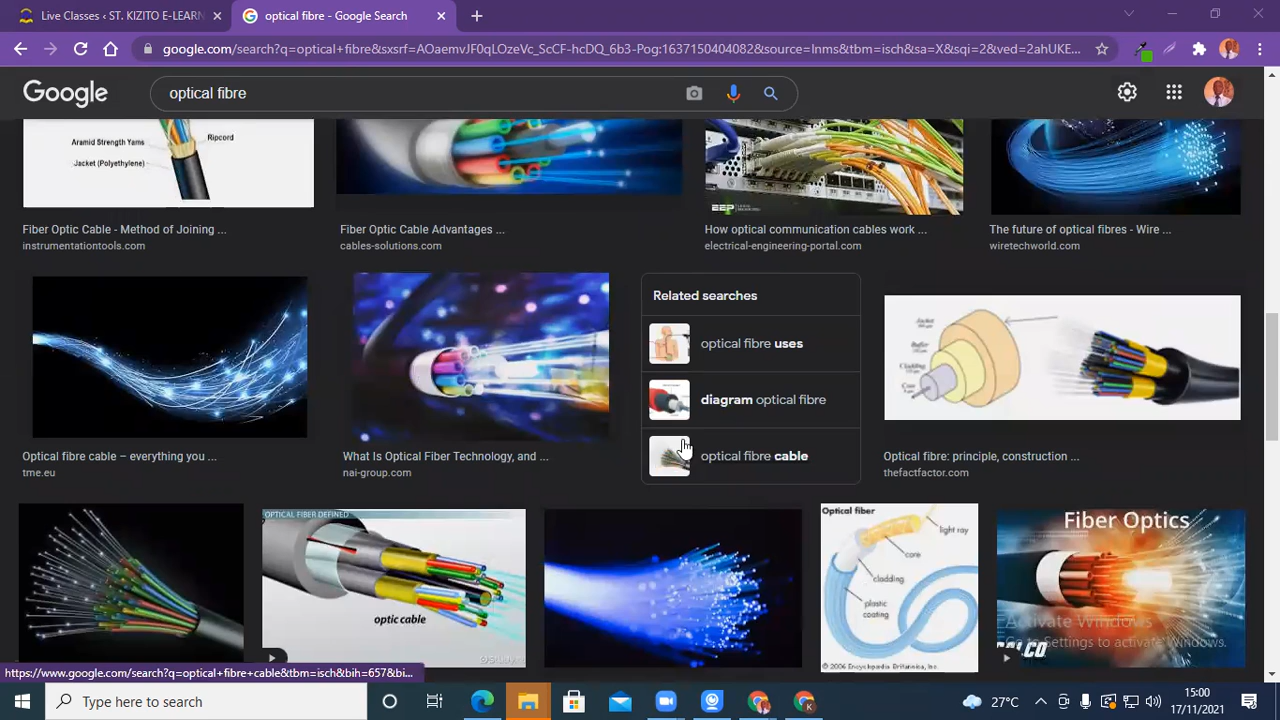 Live Classes ‹ ST. KIZITO E-LEARN
optical fibre - Google Search
google.com/search?q=optical+fibre&sxsrf=AOaemvJF0qLOzeVc_ScCF-hcDQ_6b3-Pog:1637150404082&source=lnms&tbm=isch&sa=X&sqi=2&ved=2ahUKE...
Google
optical fibre
Aramid Strength Yams
Ripcord
Jacket (Polyethylene)
EEP
Fiber Optic Cable - Method of Joining ...
instrumentationtools.com
Fiber Optic Cable Advantages ...
cables-solutions.com
How optical communication cables work ...
electrical-engineering-portal.com
The future of optical fibres - Wire ...
wiretechworld.com
Related searches
optical fibre uses
diagram optical fibre
optical fibre cable
Jacket
Buffer
Cladding
Core
Optical fibre cable – everything you ...
tme.eu
What Is Optical Fiber Technology, and ...
nai-group.com
Optical fibre: principle, construction ...
thefactfactor.com
OPTICAL FIBER DEFINED
optic cable
Optical fiber
light ray
core
cladding
plastic
coating
© 2006 Encyclopædia Britannica, Inc.
Fiber Optics
Activate Windows
Go to Settings to activate Windows.
https://www.google.com/search?q=optical+fibre+cable&tbm=isch&bih=657&bi...
Type here to search
27°C
15:00
17/11/2021